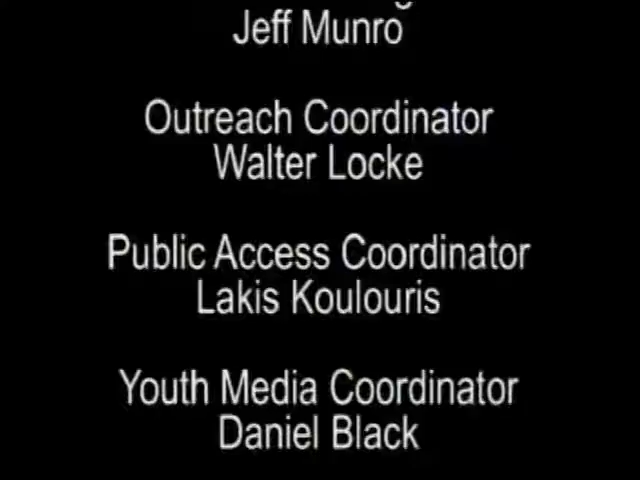 Jeff Munro
Outreach Coordinator
Walter Locke
Public Access Coordinator
Lakis Koulouris
Youth Media Coordinator
Daniel Black